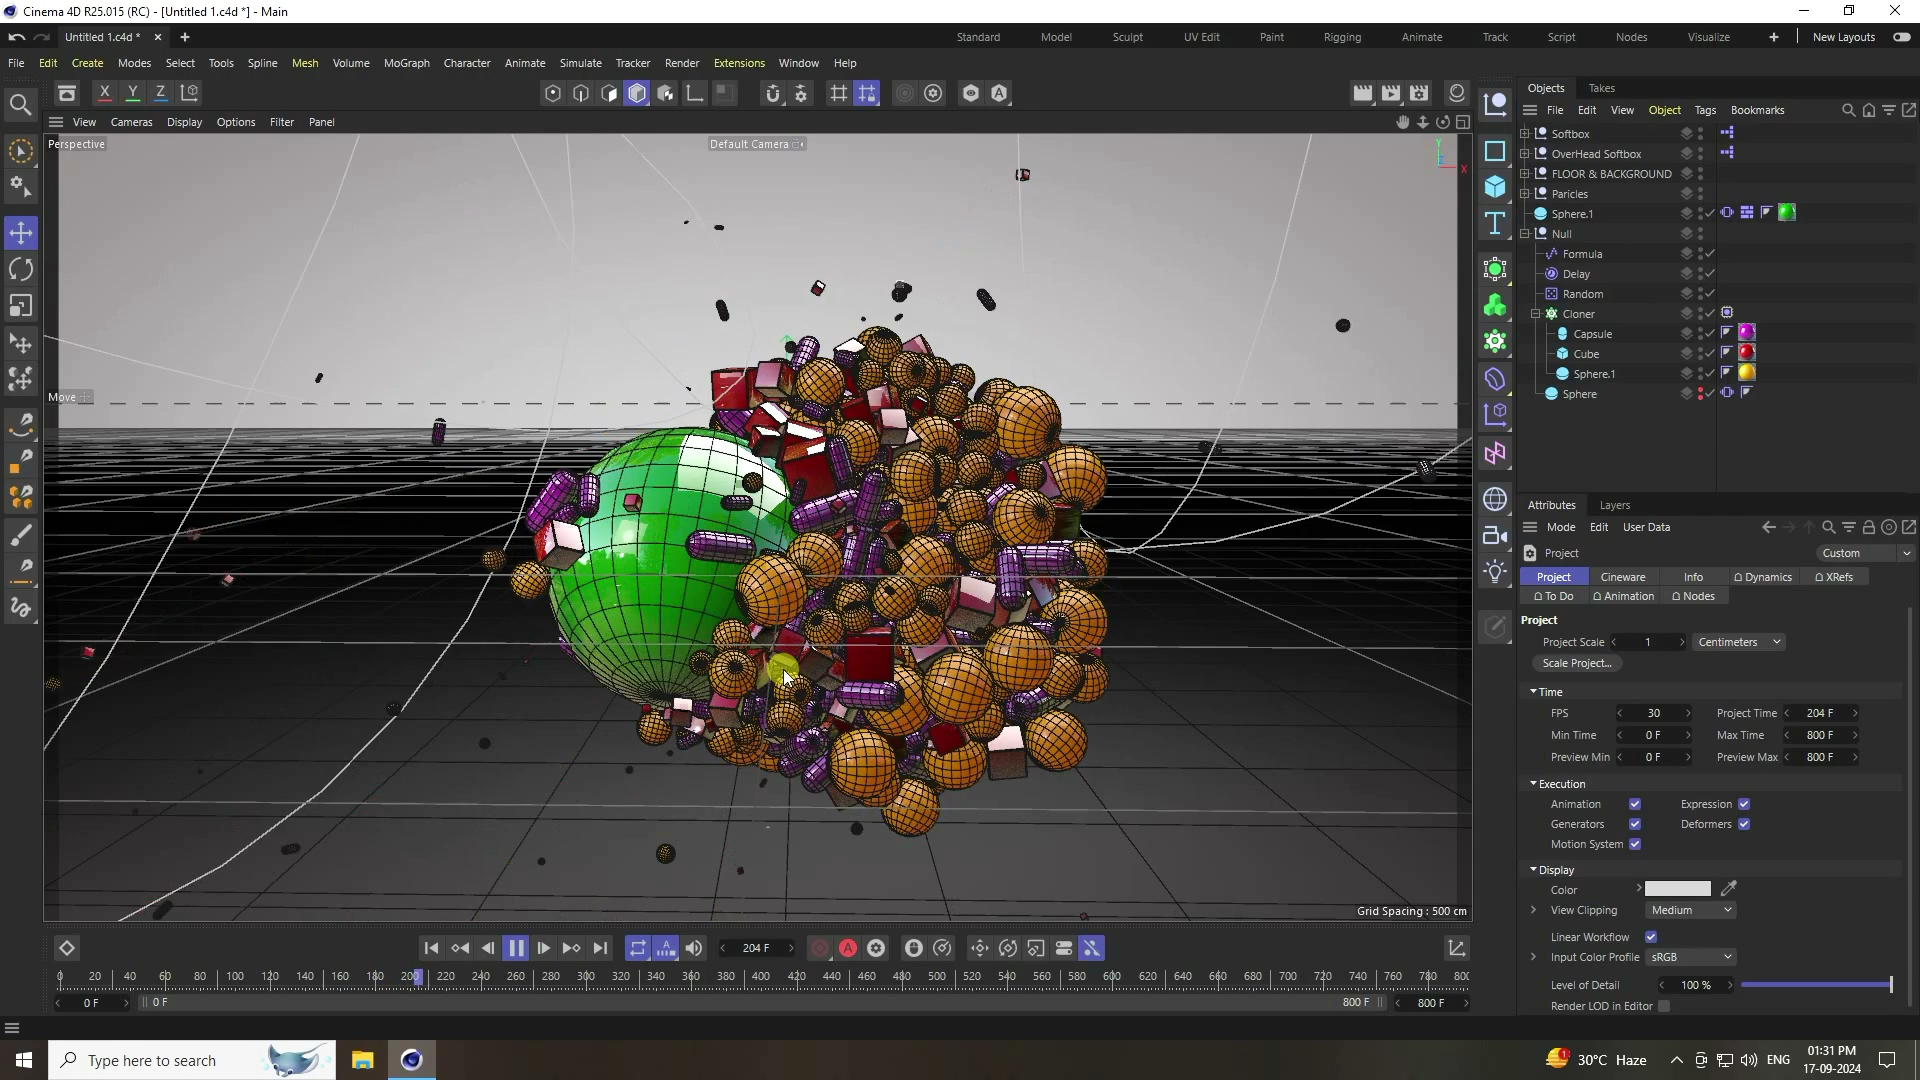 Cinema 4D R25.015 (RC) - [Untitled 1.c4d *] - Main
Untitled 1.c4d * × +
Standard Model Sculpt UV Edit Paint Rigging Animate Track Script Nodes Visualize + New Layouts
File Edit Create Modes Select Tools Spline Mesh Volume MoGraph Character Animate Simulate Tracker Render Extensions Window Help
X Y Z
View Cameras Display Options Filter Panel
Perspective
Default Camera
Y
X
Move
Grid Spacing : 500 cm
Objects Takes
File Edit View Object Tags Bookmarks
Softbox
OverHead Softbox
FLOOR & BACKGROUND
Paricles
Sphere.1
Null
Formula
Delay
Random
Cloner
Capsule
Cube
Sphere.1
Sphere
Attributes Layers
Mode Edit User Data
Project Custom
Project Cineware Info Dynamics XRefs
To Do Animation Nodes
Project
Project Scale 1 Centimeters
Scale Project...
Time
FPS 30 Project Time 204 F
Min Time 0 F Max Time 800 F
Preview Min 0 F Preview Max 800 F
Execution
Animation Expression
Generators Deformers
Motion System
Display
Color
View Clipping Medium
Linear Workflow
Input Color Profile sRGB
Level of Detail 100 %
Render LOD in Editor
204 F
0 20 40 60 80 100 120 140 160 180 200 220 240 260 280 300 320 340 360 380 400 420 440 460 480 500 520 540 560 580 600 620 640 660 680 700 720 740 760 780 800
0 F 0 F 800 F 800 F
Type here to search
1 30°C Haze ENG 01:31 PM
17-09-2024